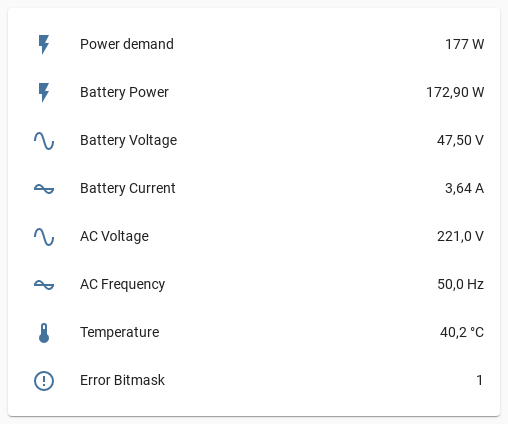 Power demand 177 W
Battery Power 172,90 W
Battery Voltage 47,50 V
Battery Current 3,64 A
AC Voltage 221,0 V
AC Frequency 50,0 Hz
Temperature 40,2 °C
Error Bitmask 1